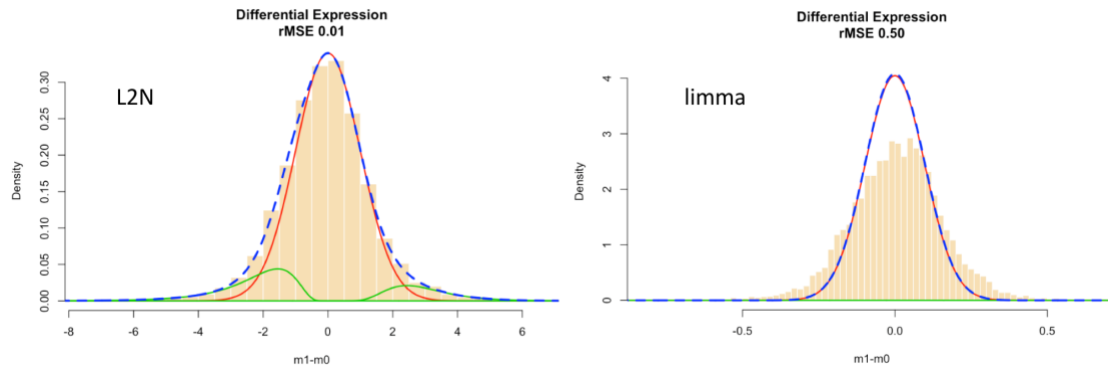 Differential Expression
rMSE 0.01
L2N
Density
0.00
0.05
0.10
0.15
0.20
0.25
0.30
-8
-6
-4
-2
0
2
4
6
m1-m0
Differential Expression
rMSE 0.50
limma
Density
0
1
2
3
4
-0.5
0.0
0.5
m1-m0